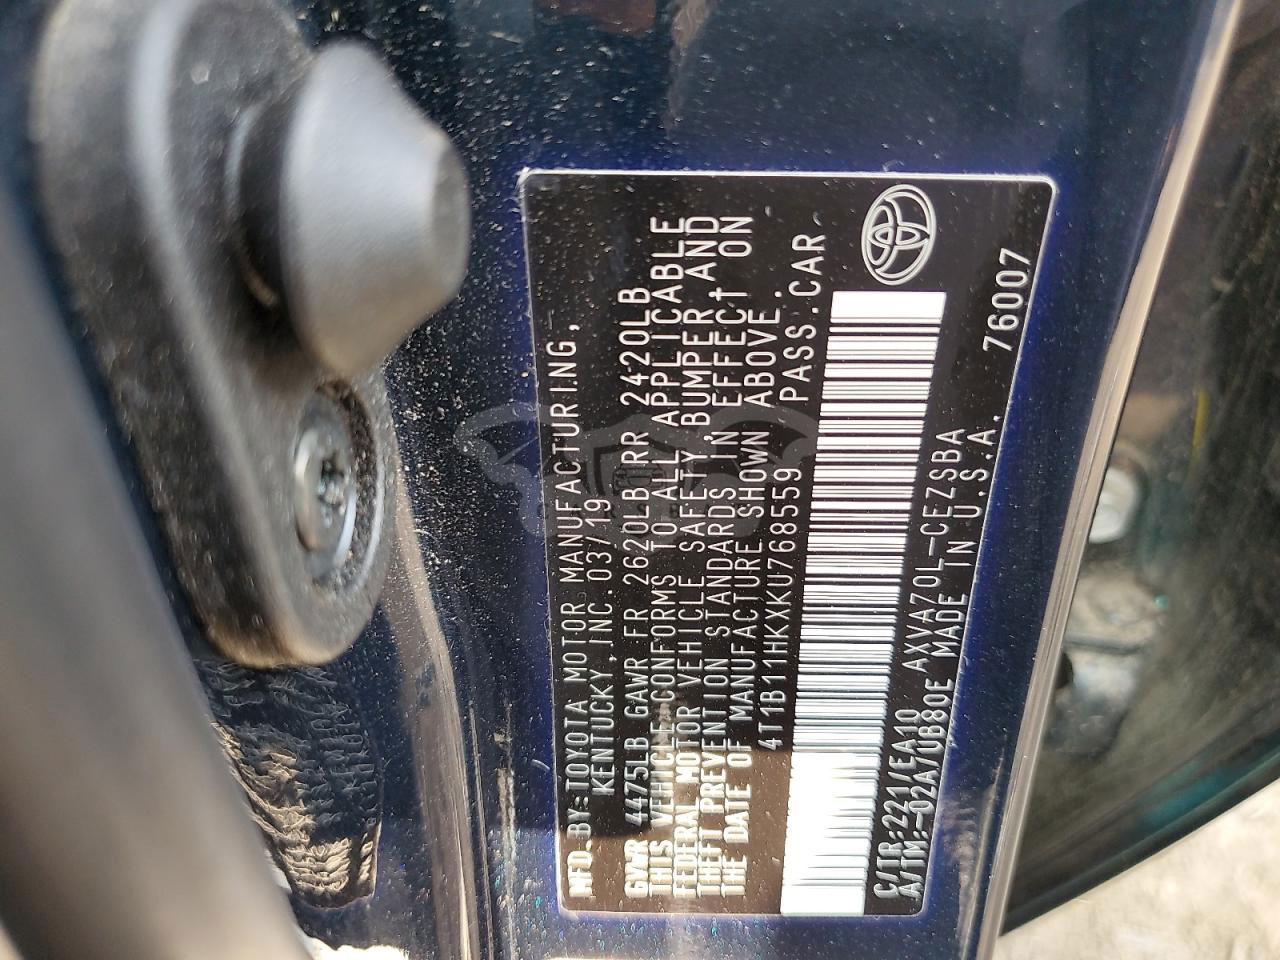 MFD.BY:TOYOTA MOTOR MANUFACTURING,
KENTUCKY,INC.03/19
GVWR 4475LB GAWR FR 2620LB RR 2420LB
THIS VEHICLE CONFORMS TO ALL APPLICABLE
FEDERAL MOTOR VEHICLE SAFETY,BUMPER AND
THEFT PREVENTION STANDARDS IN EFFECT ON
THE DATE OF MANUFACTURE SHOWN ABOVE.
4T1B11HKXKU768559 PASS.CAR
C/TR:221/EA10 AXVA70L-CEZSBA
A/TM:-02A/UB80E MADE IN U.S.A.
76007